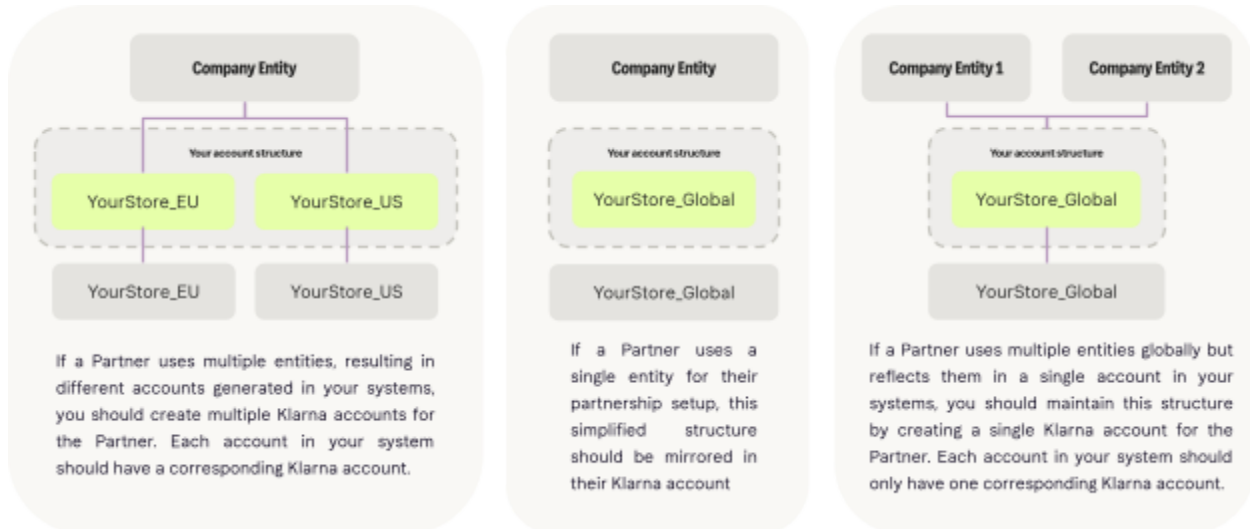 Company Entity
Your account structure
YourStore_EU
YourStore_US
YourStore_EU
YourStore_US
If a Partner uses multiple entities, resulting in
different accounts generated in your systems,
you should create multiple Klarna accounts for
the Partner. Each account in your system
should have a corresponding Klarna account.
Company Entity
Your account structure
YourStore_Global
YourStore_Global
If a Partner uses a
single entity for their
partnership setup, this
simplified structure
should be mirrored in
their Klarna account
Company Entity 1
Company Entity 2
Your account structure
YourStore_Global
YourStore_Global
If a Partner uses multiple entities globally but
reflects them in a single account in your
systems, you should maintain this structure
by creating a single Klarna account for the
Partner. Each account in your system should
only have one corresponding Klarna account.